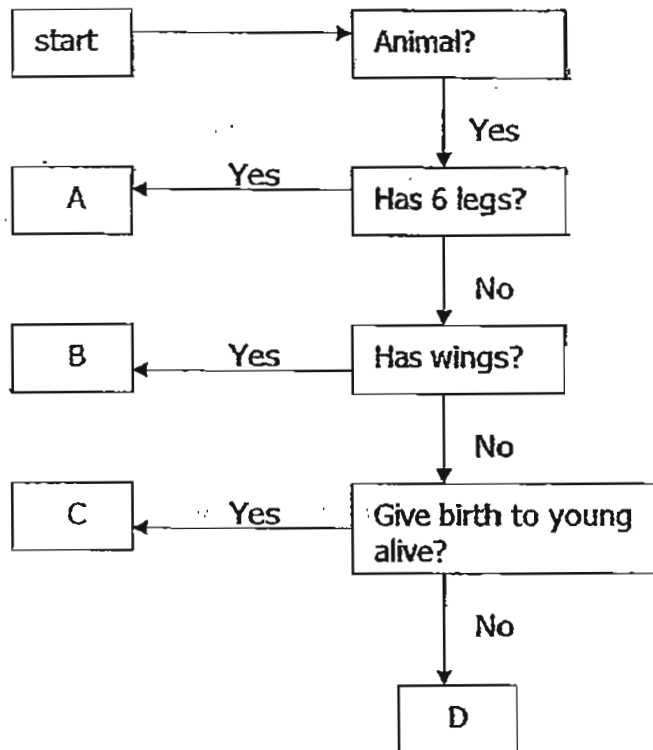 start
Animal?
Yes
A
Yes
Has 6 legs?
No
B
Yes
Has wings?
No
C
Yes
Give birth to young
alive?
No
D